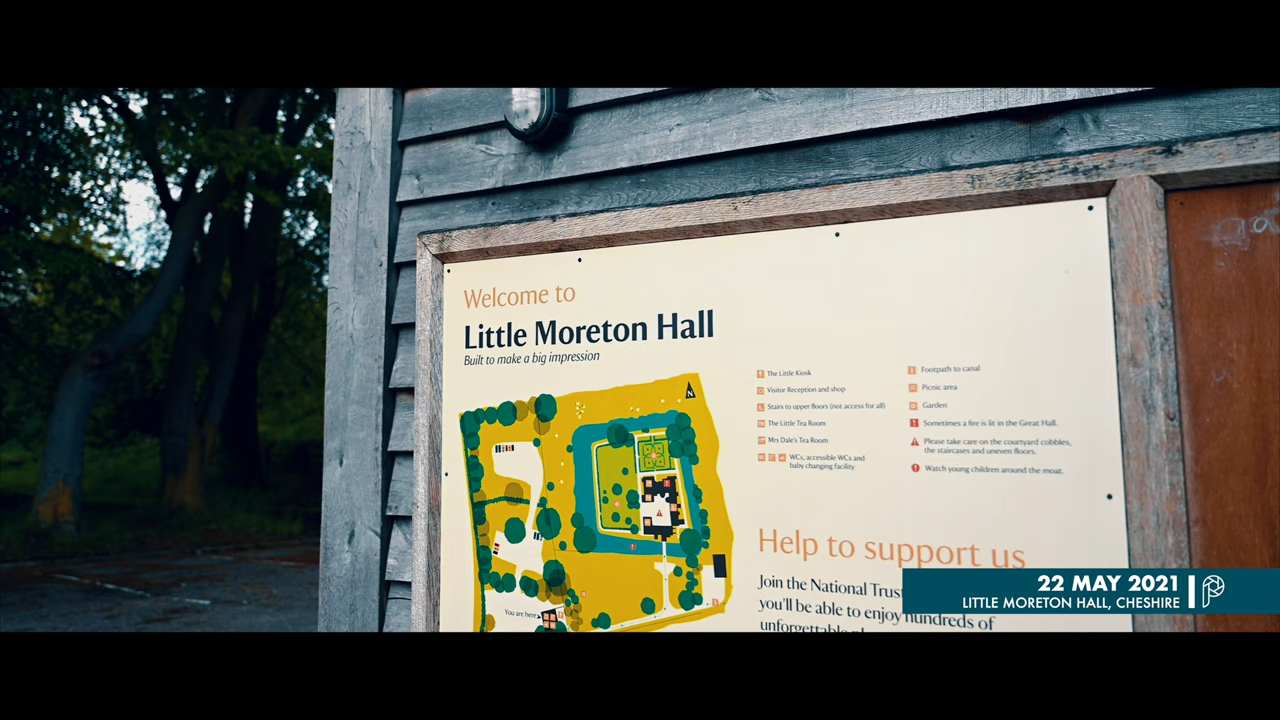 Welcome to
Little Moreton Hall
Built to make a big impression
The Little Kiosk
Visitor Reception and shop
Stairs to upper floors (not access for all)
The Little Tea Room
Mrs Dale's Tea Room
WCs, accessible WCs and
baby changing facility
Footpath to canal
Picnic area
Garden
Sometimes a fire is lit in the Great Hall.
Please take care on the courtyard cobbles,
the staircases and uneven floors.
Watch young children around the moat.
N
You are here
Help to support us
Join the National Trust
you'll be able to enjoy hundreds of
unforgettable
22 MAY 2021
LITTLE MORETON HALL, CHESHIRE